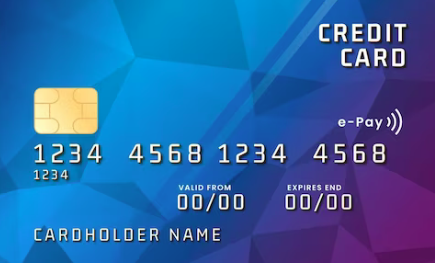 CREDIT
CARD
e-Pay
1234 4568 1234 4568
1234
VALID FROM EXPIRES END
00/00 00/00
CARDHOLDER NAME